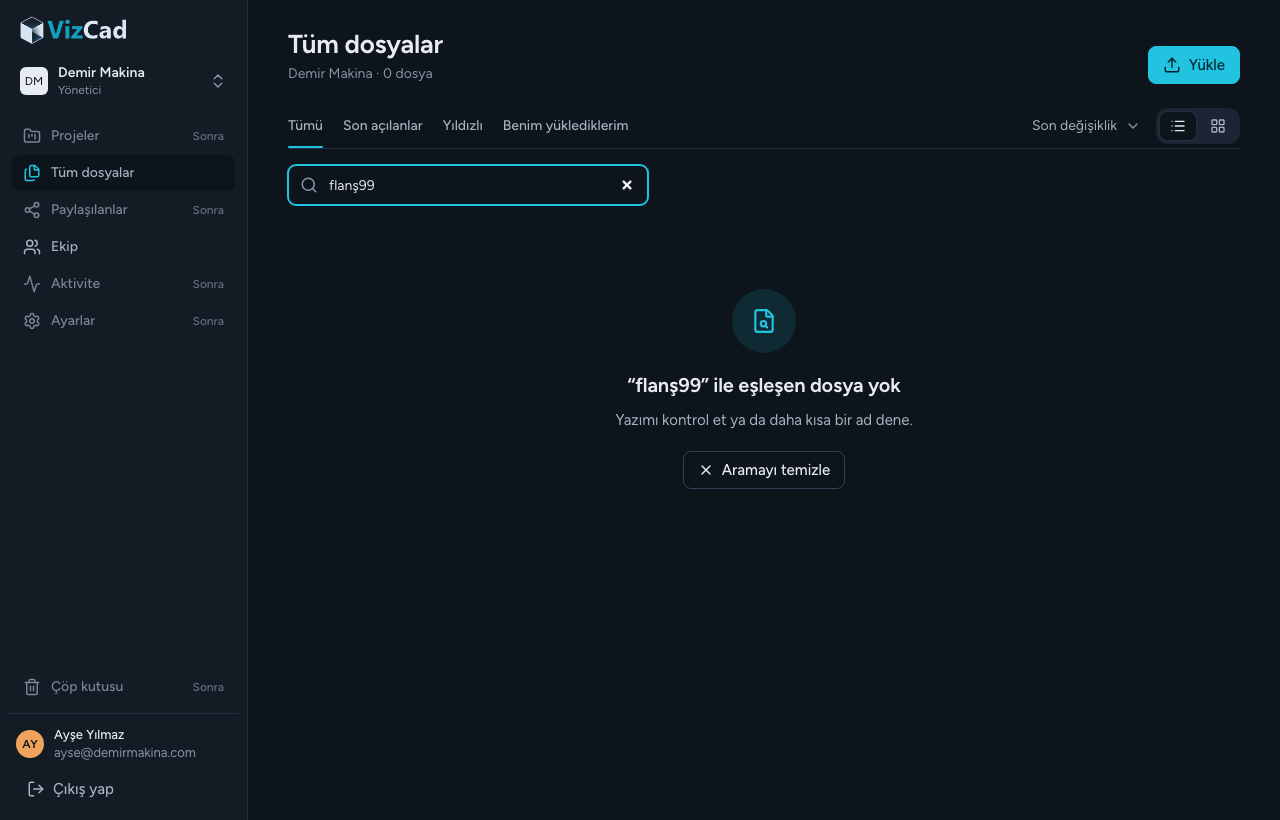 VizCad
DM
Demir Makina
Yönetici
Projeler Sonra
Tüm dosyalar
Paylaşılanlar Sonra
Ekip
Aktivite Sonra
Ayarlar Sonra
Çöp kutusu Sonra
AY
Ayşe Yılmaz
ayse@demirmakina.com
Çıkış yap
Tüm dosyalar
Demir Makina · 0 dosya
Yükle
Tümü Son açılanlar Yıldızlı Benim yüklediklerim Son değişiklik
flanş99
“flanş99” ile eşleşen dosya yok
Yazımı kontrol et ya da daha kısa bir ad dene.
Aramayı temizle